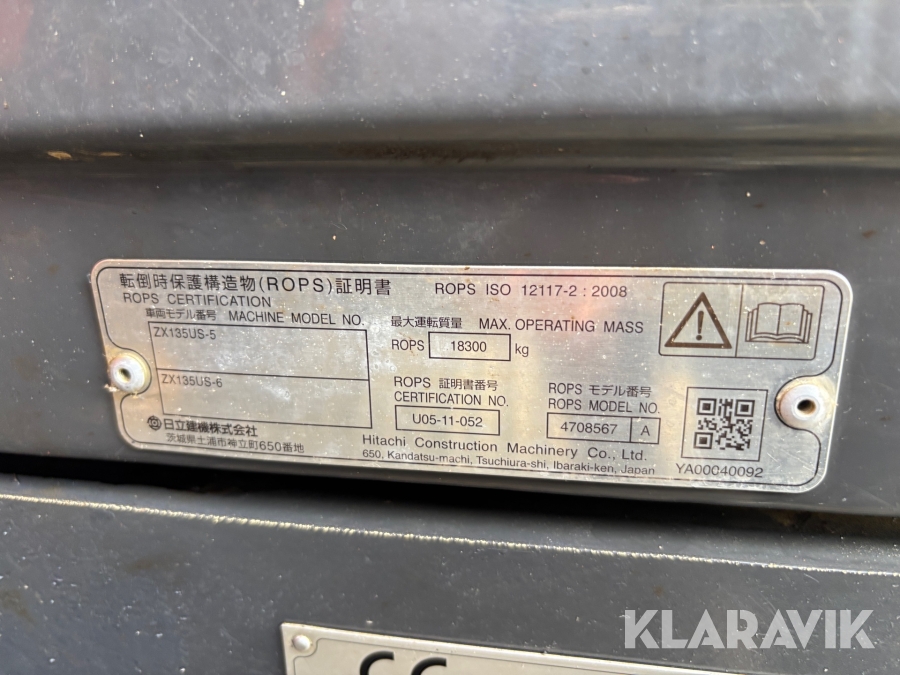 転倒時保護構造物(ROPS)証明書 ROPS ISO 12117-2 : 2008
ROPS CERTIFICATION
車両モデル番号 MACHINE MODEL NO.
ZX135US-5
ZX135US-6
最大運転質量 MAX. OPERATING MASS
ROPS 18300 kg
ROPS 証明書番号
CERTIFICATION NO.
U05-11-052
ROPS モデル番号
ROPS MODEL NO.
4708567 A
日立建機株式会社
茨城県土浦市神立町650番地
Hitachi Construction Machinery Co., Ltd.
650, Kandatsu-machi, Tsuchiura-shi, Ibaraki-ken, Japan
YA00040092
CE
KLARAVIK